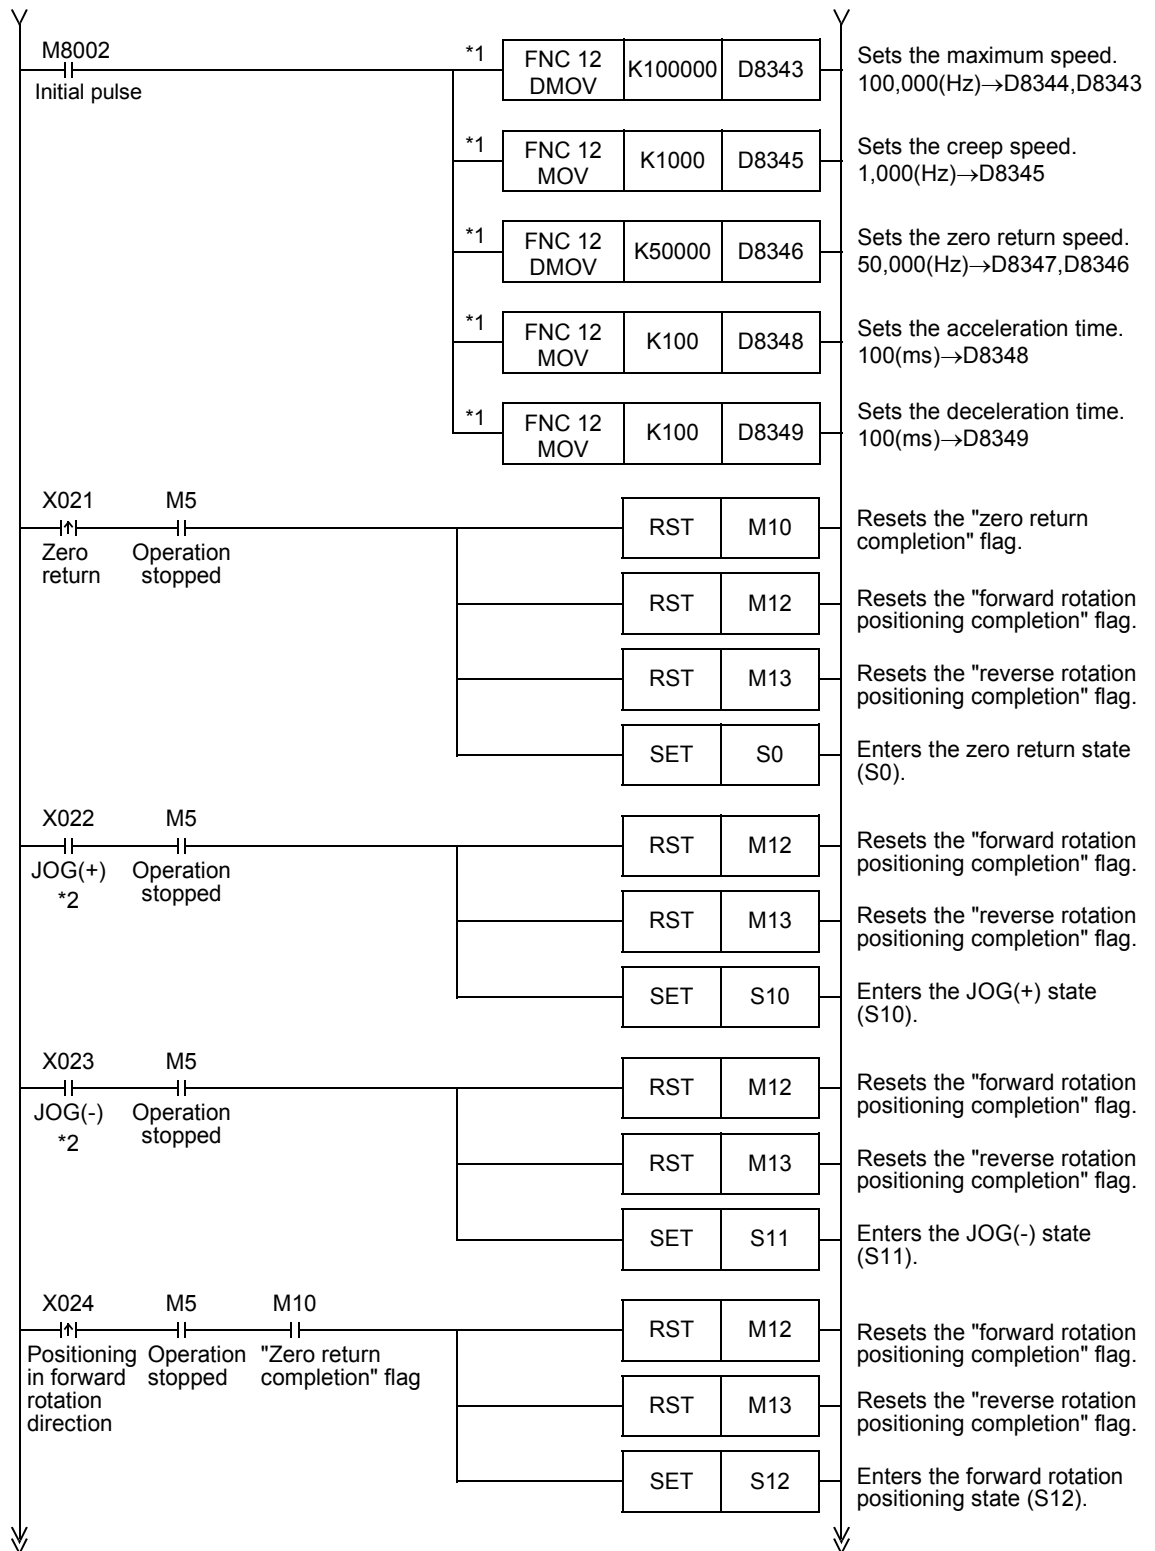 M8002
Initial pulse
*1
FNC 12
DMOV
K100000
D8343
Sets the maximum speed.
100,000(Hz)→D8344,D8343
*1
FNC 12
MOV
K1000
D8345
Sets the creep speed.
1,000(Hz)→D8345
*1
FNC 12
DMOV
K50000
D8346
Sets the zero return speed.
50,000(Hz)→D8347,D8346
*1
FNC 12
MOV
K100
D8348
Sets the acceleration time.
100(ms)→D8348
*1
FNC 12
MOV
K100
D8349
Sets the deceleration time.
100(ms)→D8349
X021
Zero
return
M5
Operation
stopped
RST
M10
Resets the "zero return
completion" flag.
RST
M12
Resets the "forward rotation
positioning completion" flag.
RST
M13
Resets the "reverse rotation
positioning completion" flag.
SET
S0
Enters the zero return state
(S0).
X022
JOG(+)
*2
M5
Operation
stopped
RST
M12
Resets the "forward rotation
positioning completion" flag.
RST
M13
Resets the "reverse rotation
positioning completion" flag.
SET
S10
Enters the JOG(+) state
(S10).
X023
JOG(-)
*2
M5
Operation
stopped
RST
M12
Resets the "forward rotation
positioning completion" flag.
RST
M13
Resets the "reverse rotation
positioning completion" flag.
SET
S11
Enters the JOG(-) state
(S11).
X024
Positioning
in forward
rotation
direction
M5
Operation
stopped
M10
"Zero return
completion" flag
RST
M12
Resets the "forward rotation
positioning completion" flag.
RST
M13
Resets the "reverse rotation
positioning completion" flag.
SET
S12
Enters the forward rotation
positioning state (S12).